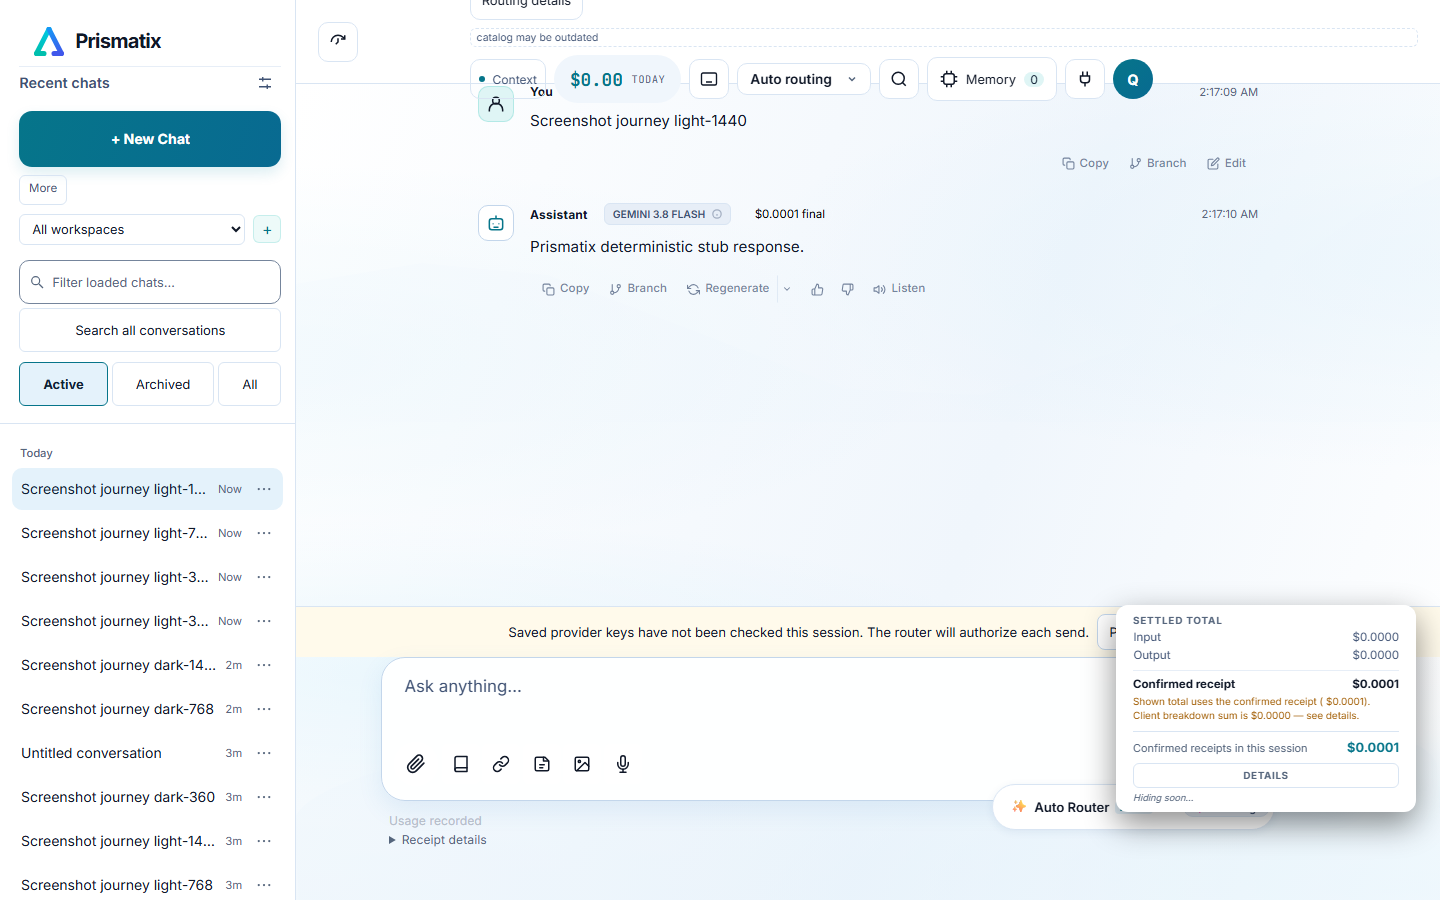 Prismatix
Recent chats
+ New Chat
More
All workspaces
+
Filter loaded chats...
Search all conversations
Active
Archived
All
Today
Screenshot journey light-1... Now
Screenshot journey light-7... Now
Screenshot journey light-3... Now
Screenshot journey light-3... Now
Screenshot journey dark-14... 2m
Screenshot journey dark-768 2m
Untitled conversation 3m
Screenshot journey dark-360 3m
Screenshot journey light-14... 3m
Screenshot journey light-768 3m
Routing details
catalog may be outdated
Context
$0.00 TODAY
Auto routing
Memory 0
Q
You 2:17:09 AM
Screenshot journey light-1440
Copy Branch Edit
Assistant GEMINI 3.8 FLASH $0.0001 final 2:17:10 AM
Prismatix deterministic stub response.
Copy Branch Regenerate Listen
Saved provider keys have not been checked this session. The router will authorize each send.
Ask anything...
Auto Router
Usage recorded
Receipt details
SETTLED TOTAL
Input $0.0000
Output $0.0000
Confirmed receipt $0.0001
Shown total uses the confirmed receipt ( $0.0001).
Client breakdown sum is $0.0000 — see details.
Confirmed receipts in this session $0.0001
DETAILS
Hiding soon...